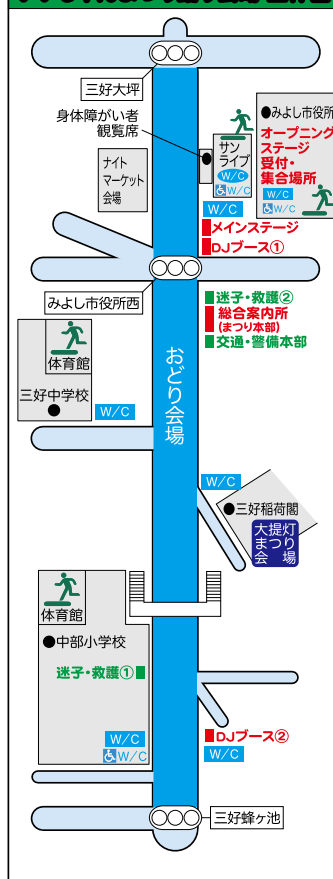 三好大坪
身体障がい者
観覧席
ナイト
マーケット
会場
サン
ライブ
W/C
W/C
W/C
●みよし市役所
オープニング
ステージ
受付・
集合場所
W/C
W/C
メインステージ
DJブース①
みよし市役所西
迷子・救護②
総合案内所
(まつり本部)
交通・警備本部
体育館
三好中学校
W/C
おどり会場
W/C
●三好稲荷閣
大提灯
まつり
会場
体育館
●中部小学校
迷子・救護①
W/C
W/C
DJブース②
W/C
三好蜂ヶ池